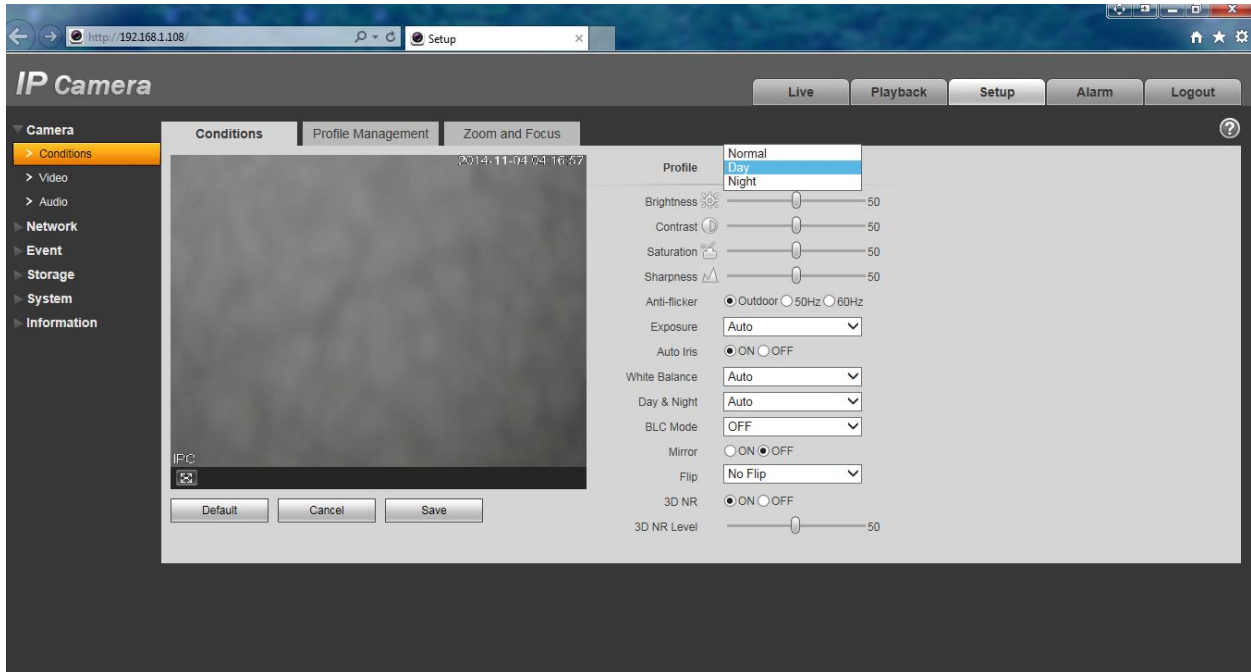 http://192.168.1.108/
Setup
IP Camera
Live
Playback
Setup
Alarm
Logout
Camera
Conditions
Video
Audio
Network
Event
Storage
System
Information
Conditions
Profile Management
Zoom and Focus
2014-11-04 04:16:57
IPC
Default
Cancel
Save
Profile
Normal
Day
Night
Brightness 50
Contrast 50
Saturation 50
Sharpness 50
Anti-flicker Outdoor 50Hz 60Hz
Exposure Auto
Auto Iris ON OFF
White Balance Auto
Day & Night Auto
BLC Mode OFF
Mirror ON OFF
Flip No Flip
3D NR ON OFF
3D NR Level 50